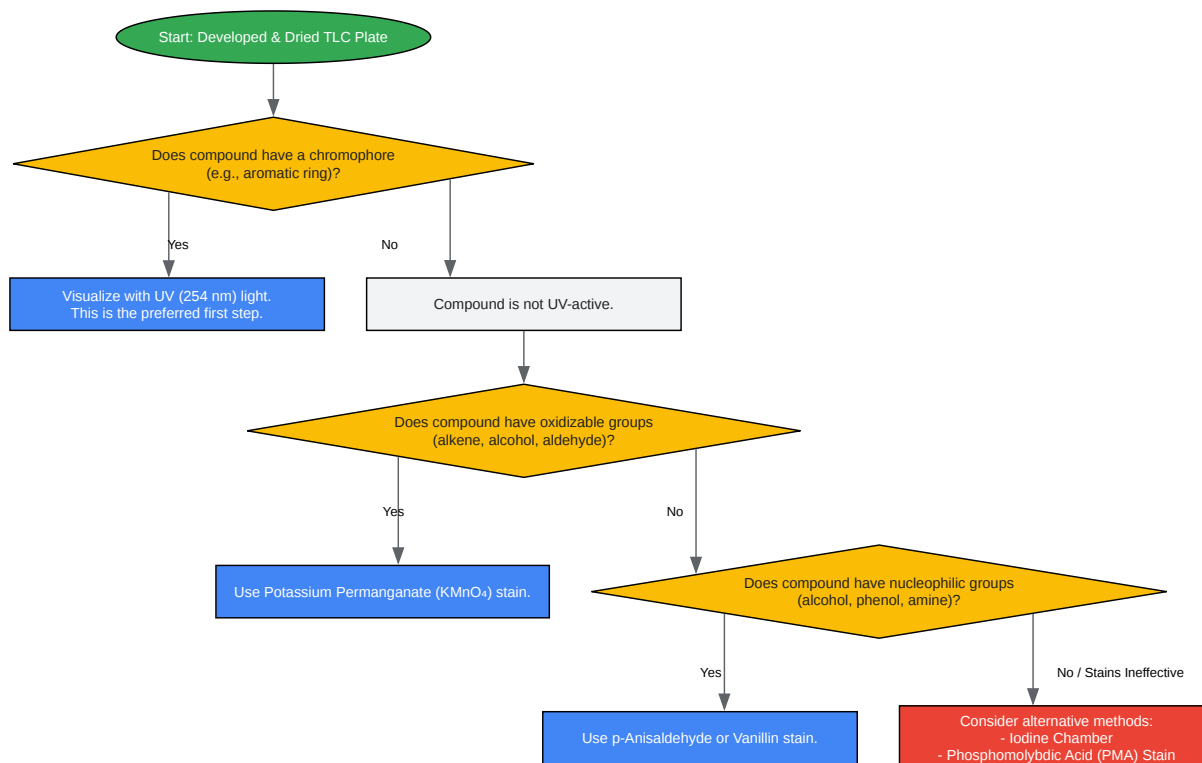 Start: Developed & Dried TLC Plate
Does compound have a chromophore
(e.g., aromatic ring)?
Yes
No
Visualize with UV (254 nm) light.
This is the preferred first step.
Compound is not UV-active.
Does compound have oxidizable groups
(alkene, alcohol, aldehyde)?
Yes
No
Use Potassium Permanganate (KMnO₄) stain.
Does compound have nucleophilic groups
(alcohol, phenol, amine)?
Yes
No / Stains Ineffective
Use p-Anisaldehyde or Vanillin stain.
Consider alternative methods:
- Iodine Chamber
- Phosphomolybdic Acid (PMA) Stain